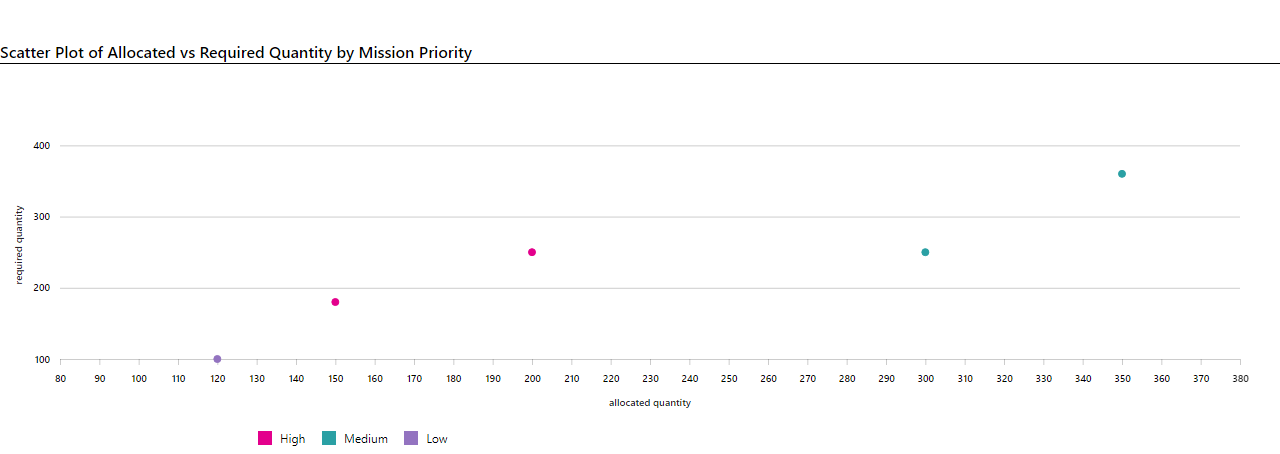 Scatter Plot of Allocated vs Required Quantity by Mission Priority
400
300
200
100
required quantity
80 90 100 110 120 130 140 150 160 170 180 190 200 210 220 230 240 250 260 270 280 290 300 310 320 330 340 350 360 370 380
allocated quantity
High Medium Low